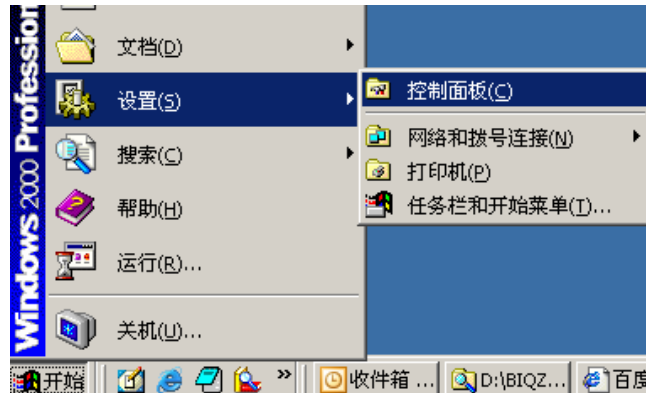 Windows 2000 Profession
文档(D)
设置(S)
搜索(C)
帮助(H)
运行(R)...
关机(U)...
控制面板(C)
网络和拨号连接(N)
打印机(P)
任务栏和开始菜单(T)...
开始
»
收件箱 ...
D:\BIQZ...
百度